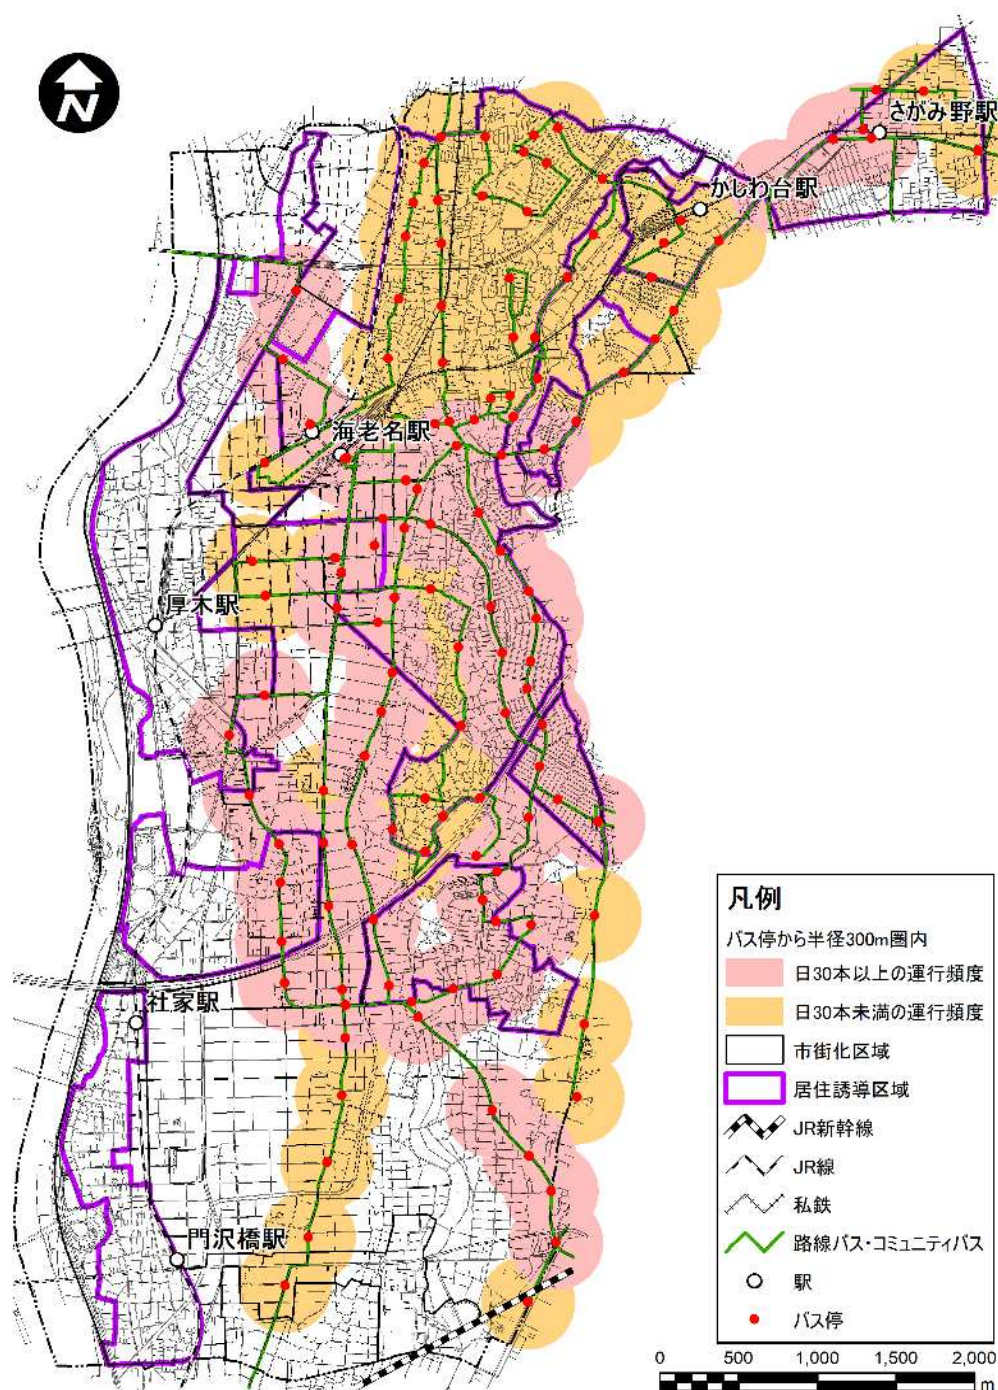 N
さがみ野駅
かしわ台駅
海老名駅
厚木駅
社家駅
門沢橋駅
凡例
バス停から半径300m圏内
日30本以上の運行頻度
日30本未満の運行頻度
市街化区域
居住誘導区域
JR新幹線
JR線
私鉄
路線バス・コミュニティバス
駅
バス停
0 500 1,000 1,500 2,000
m